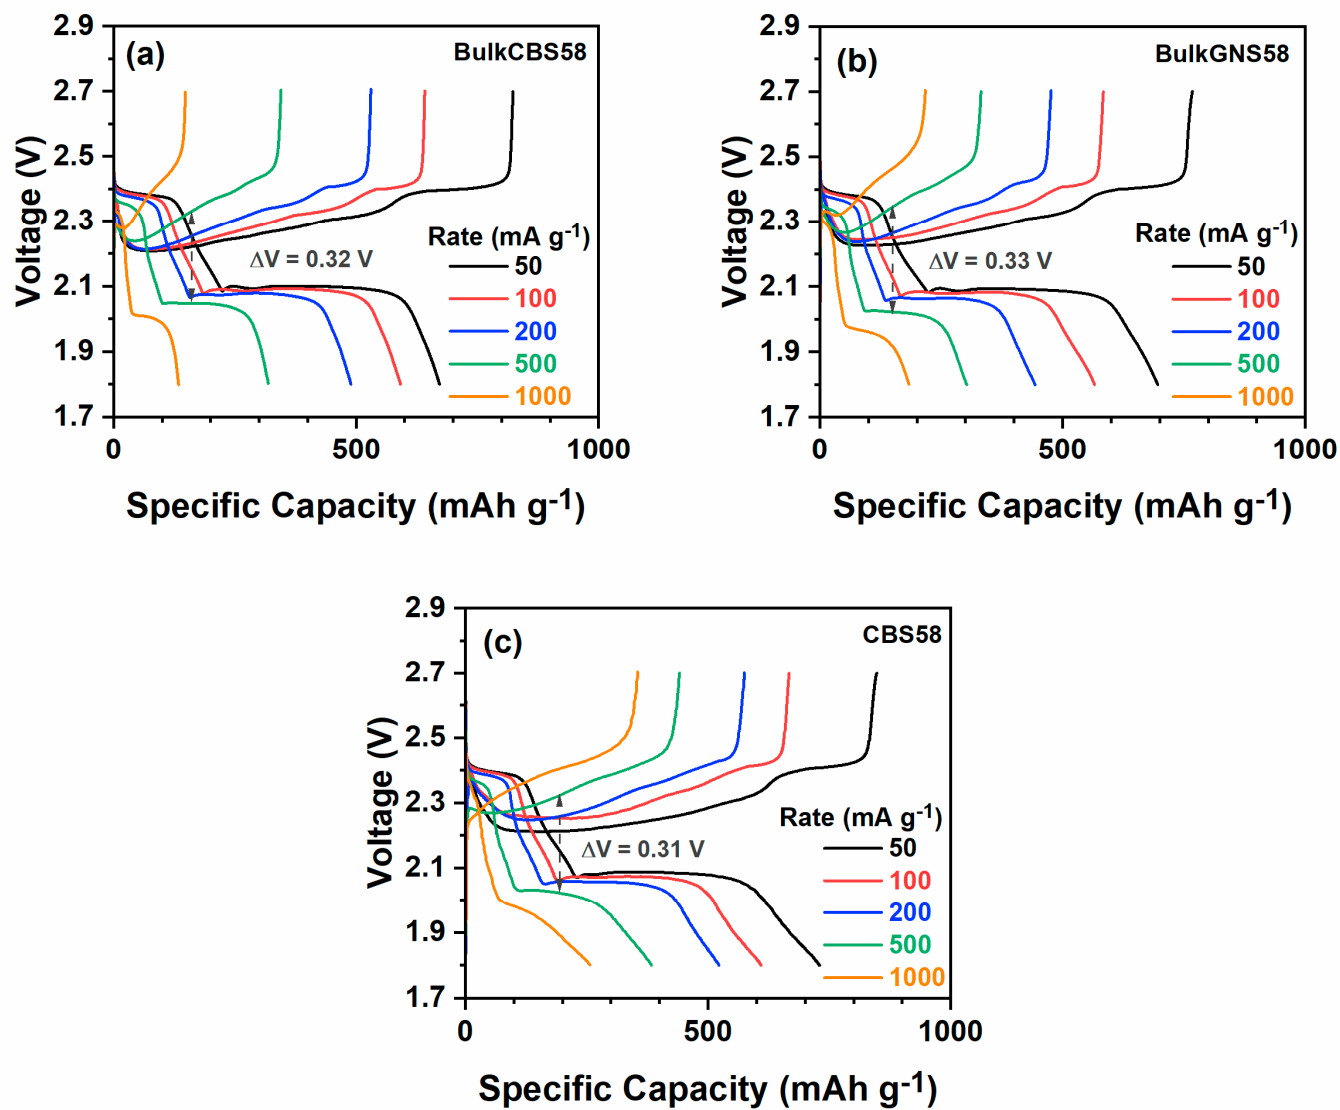 (a)
BulkCBS58
2.9
2.7
2.5
2.3
2.1
1.9
1.7
Voltage (V)
ΔV = 0.32 V
Rate (mA g-1)
50
100
200
500
1000
0
500
1000
Specific Capacity (mAh g-1)
(b)
BulkGNS58
2.9
2.7
2.5
2.3
2.1
1.9
1.7
Voltage (V)
ΔV = 0.33 V
Rate (mA g-1)
50
100
200
500
1000
0
500
1000
Specific Capacity (mAh g-1)
(c)
CBS58
2.9
2.7
2.5
2.3
2.1
1.9
1.7
Voltage (V)
ΔV = 0.31 V
Rate (mA g-1)
50
100
200
500
1000
0
500
1000
Specific Capacity (mAh g-1)